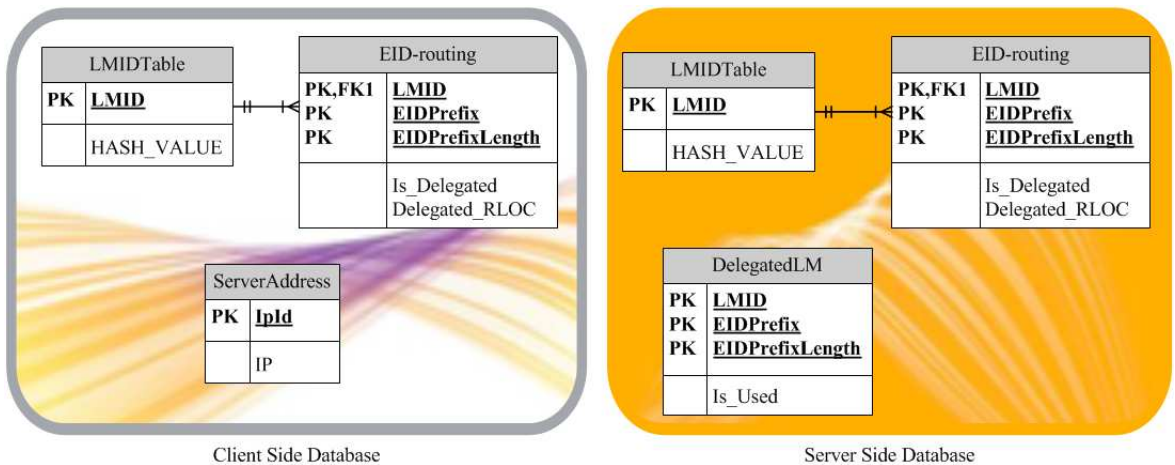 LMIDTable
PK LMID
HASH_VALUE
EID-routing
PK,FK1 LMID
PK EIDPrefix
PK EIDPrefixLength
Is_Delegated
Delegated_RLOC
ServerAddress
PK IpId
IP
Client Side Database
LMIDTable
PK LMID
HASH_VALUE
EID-routing
PK,FK1 LMID
PK EIDPrefix
PK EIDPrefixLength
Is_Delegated
Delegated_RLOC
DelegatedLM
PK LMID
PK EIDPrefix
PK EIDPrefixLength
Is_Used
Server Side Database